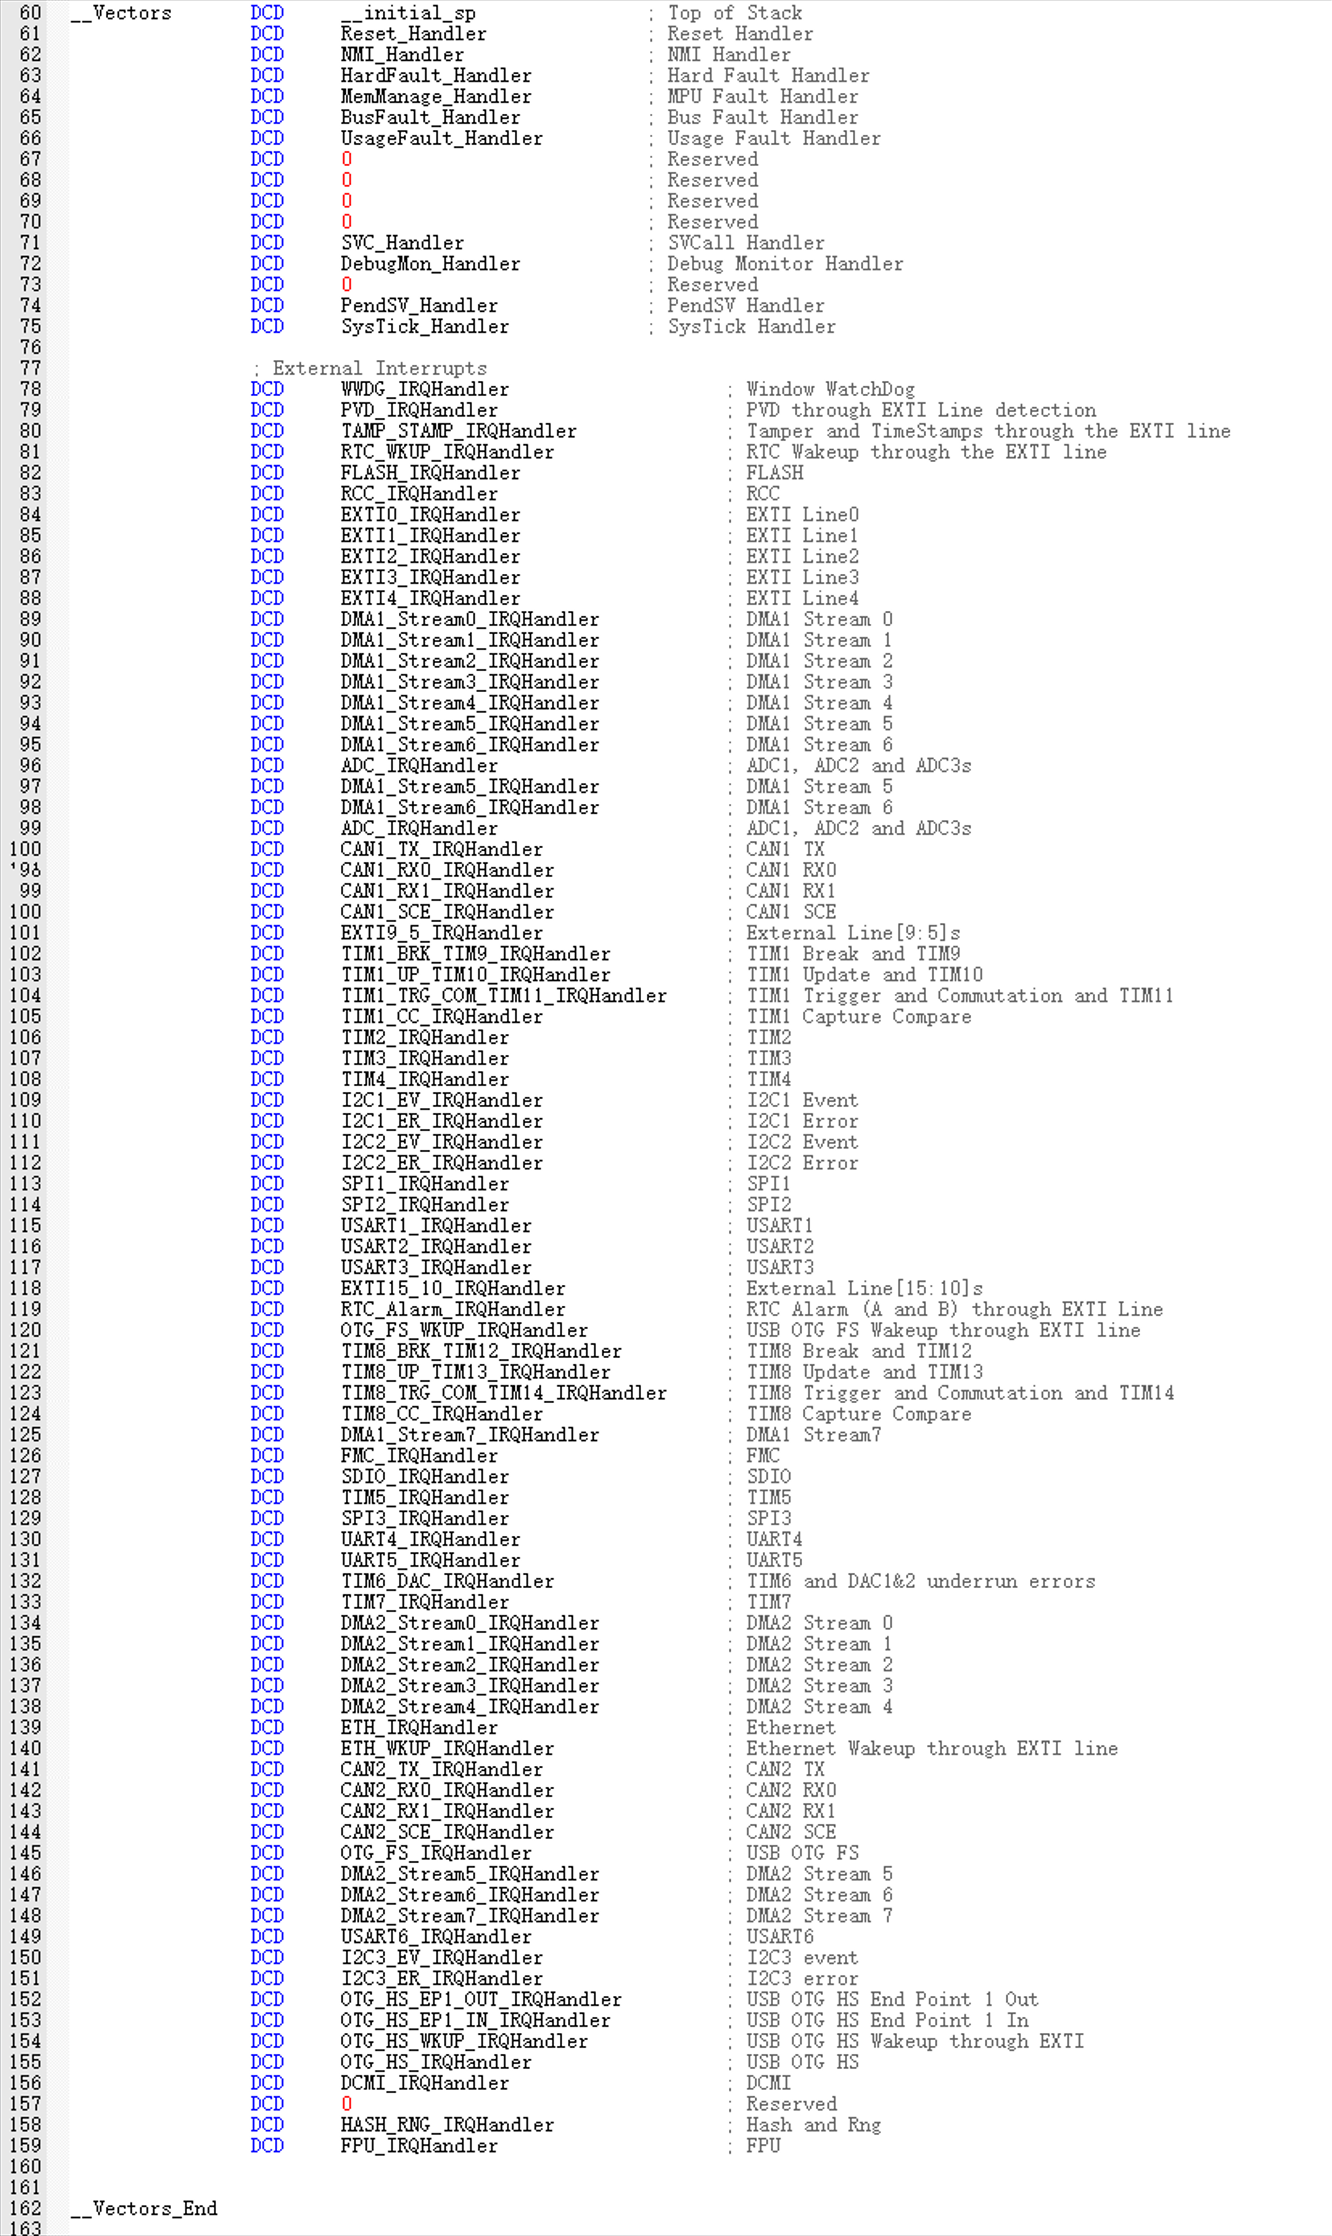 60 __Vectors DCD __initial_sp ; Top of Stack
61 DCD Reset_Handler ; Reset Handler
62 DCD NMI_Handler ; NMI Handler
63 DCD HardFault_Handler ; Hard Fault Handler
64 DCD MemManage_Handler ; MPU Fault Handler
65 DCD BusFault_Handler ; Bus Fault Handler
66 DCD UsageFault_Handler ; Usage Fault Handler
67 DCD 0 ; Reserved
68 DCD 0 ; Reserved
69 DCD 0 ; Reserved
70 DCD 0 ; Reserved
71 DCD SVC_Handler ; SVCall Handler
72 DCD DebugMon_Handler ; Debug Monitor Handler
73 DCD 0 ; Reserved
74 DCD PendSV_Handler ; PendSV Handler
75 DCD SysTick_Handler ; SysTick Handler
76
77 ; External Interrupts
78 DCD WWDG_IRQHandler ; Window WatchDog
79 DCD PVD_IRQHandler ; PVD through EXTI Line detection
80 DCD TAMP_STAMP_IRQHandler ; Tamper and TimeStamps through the EXTI line
81 DCD RTC_WKUP_IRQHandler ; RTC Wakeup through the EXTI line
82 DCD FLASH_IRQHandler ; FLASH
83 DCD RCC_IRQHandler ; RCC
84 DCD EXTI0_IRQHandler ; EXTI Line0
85 DCD EXTI1_IRQHandler ; EXTI Line1
86 DCD EXTI2_IRQHandler ; EXTI Line2
87 DCD EXTI3_IRQHandler ; EXTI Line3
88 DCD EXTI4_IRQHandler ; EXTI Line4
89 DCD DMA1_Stream0_IRQHandler ; DMA1 Stream 0
90 DCD DMA1_Stream1_IRQHandler ; DMA1 Stream 1
91 DCD DMA1_Stream2_IRQHandler ; DMA1 Stream 2
92 DCD DMA1_Stream3_IRQHandler ; DMA1 Stream 3
93 DCD DMA1_Stream4_IRQHandler ; DMA1 Stream 4
94 DCD DMA1_Stream5_IRQHandler ; DMA1 Stream 5
95 DCD DMA1_Stream6_IRQHandler ; DMA1 Stream 6
96 DCD ADC_IRQHandler ; ADC1, ADC2 and ADC3s
97 DCD DMA1_Stream5_IRQHandler ; DMA1 Stream 5
98 DCD DMA1_Stream6_IRQHandler ; DMA1 Stream 6
99 DCD ADC_IRQHandler ; ADC1, ADC2 and ADC3s
100 DCD CAN1_TX_IRQHandler ; CAN1 TX
DCD CAN1_RX0_IRQHandler ; CAN1 RX0
99 DCD CAN1_RX1_IRQHandler ; CAN1 RX1
100 DCD CAN1_SCE_IRQHandler ; CAN1 SCE
101 DCD EXTI9_5_IRQHandler ; External Line[9:5]s
102 DCD TIM1_BRK_TIM9_IRQHandler ; TIM1 Break and TIM9
103 DCD TIM1_UP_TIM10_IRQHandler ; TIM1 Update and TIM10
104 DCD TIM1_TRG_COM_TIM11_IRQHandler ; TIM1 Trigger and Commutation and TIM11
105 DCD TIM1_CC_IRQHandler ; TIM1 Capture Compare
106 DCD TIM2_IRQHandler ; TIM2
107 DCD TIM3_IRQHandler ; TIM3
108 DCD TIM4_IRQHandler ; TIM4
109 DCD I2C1_EV_IRQHandler ; I2C1 Event
110 DCD I2C1_ER_IRQHandler ; I2C1 Error
111 DCD I2C2_EV_IRQHandler ; I2C2 Event
112 DCD I2C2_ER_IRQHandler ; I2C2 Error
113 DCD SPI1_IRQHandler ; SPI1
114 DCD SPI2_IRQHandler ; SPI2
115 DCD USART1_IRQHandler ; USART1
116 DCD USART2_IRQHandler ; USART2
117 DCD USART3_IRQHandler ; USART3
118 DCD EXTI15_10_IRQHandler ; External Line[15:10]s
119 DCD RTC_Alarm_IRQHandler ; RTC Alarm (A and B) through EXTI Line
120 DCD OTG_FS_WKUP_IRQHandler ; USB OTG FS Wakeup through EXTI line
121 DCD TIM8_BRK_TIM12_IRQHandler ; TIM8 Break and TIM12
122 DCD TIM8_UP_TIM13_IRQHandler ; TIM8 Update and TIM13
123 DCD TIM8_TRG_COM_TIM14_IRQHandler ; TIM8 Trigger and Commutation and TIM14
124 DCD TIM8_CC_IRQHandler ; TIM8 Capture Compare
125 DCD DMA1_Stream7_IRQHandler ; DMA1 Stream7
126 DCD FMC_IRQHandler ; FMC
127 DCD SDIO_IRQHandler ; SDIO
128 DCD TIM5_IRQHandler ; TIM5
129 DCD SPI3_IRQHandler ; SPI3
130 DCD UART4_IRQHandler ; UART4
131 DCD UART5_IRQHandler ; UART5
132 DCD TIM6_DAC_IRQHandler ; TIM6 and DAC1&2 underrun errors
133 DCD TIM7_IRQHandler ; TIM7
134 DCD DMA2_Stream0_IRQHandler ; DMA2 Stream 0
135 DCD DMA2_Stream1_IRQHandler ; DMA2 Stream 1
136 DCD DMA2_Stream2_IRQHandler ; DMA2 Stream 2
137 DCD DMA2_Stream3_IRQHandler ; DMA2 Stream 3
138 DCD DMA2_Stream4_IRQHandler ; DMA2 Stream 4
139 DCD ETH_IRQHandler ; Ethernet
140 DCD ETH_WKUP_IRQHandler ; Ethernet Wakeup through EXTI line
141 DCD CAN2_TX_IRQHandler ; CAN2 TX
142 DCD CAN2_RX0_IRQHandler ; CAN2 RX0
143 DCD CAN2_RX1_IRQHandler ; CAN2 RX1
144 DCD CAN2_SCE_IRQHandler ; CAN2 SCE
145 DCD OTG_FS_IRQHandler ; USB OTG FS
146 DCD DMA2_Stream5_IRQHandler ; DMA2 Stream 5
147 DCD DMA2_Stream6_IRQHandler ; DMA2 Stream 6
148 DCD DMA2_Stream7_IRQHandler ; DMA2 Stream 7
149 DCD USART6_IRQHandler ; USART6
150 DCD I2C3_EV_IRQHandler ; I2C3 event
151 DCD I2C3_ER_IRQHandler ; I2C3 error
152 DCD OTG_HS_EP1_OUT_IRQHandler ; USB OTG HS End Point 1 Out
153 DCD OTG_HS_EP1_IN_IRQHandler ; USB OTG HS End Point 1 In
154 DCD OTG_HS_WKUP_IRQHandler ; USB OTG HS Wakeup through EXTI
155 DCD OTG_HS_IRQHandler ; USB OTG HS
156 DCD DCMI_IRQHandler ; DCMI
157 DCD 0 ; Reserved
158 DCD HASH_RNG_IRQHandler ; Hash and Rng
159 DCD FPU_IRQHandler ; FPU
160
161
162 __Vectors_End
163